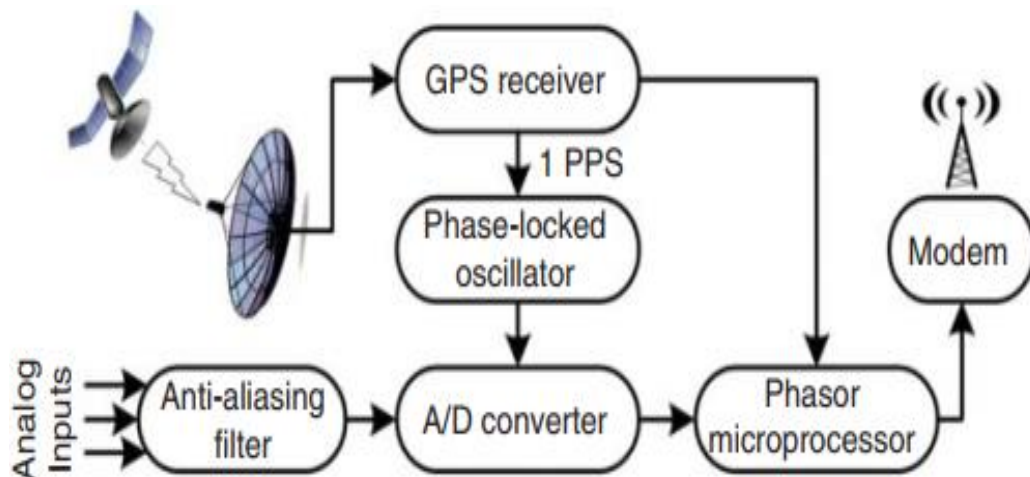 GPS receiver
1 PPS
Phase-locked
oscillator
Modem
Analog
Inputs
Anti-aliasing
filter
A/D converter
Phasor
microprocessor